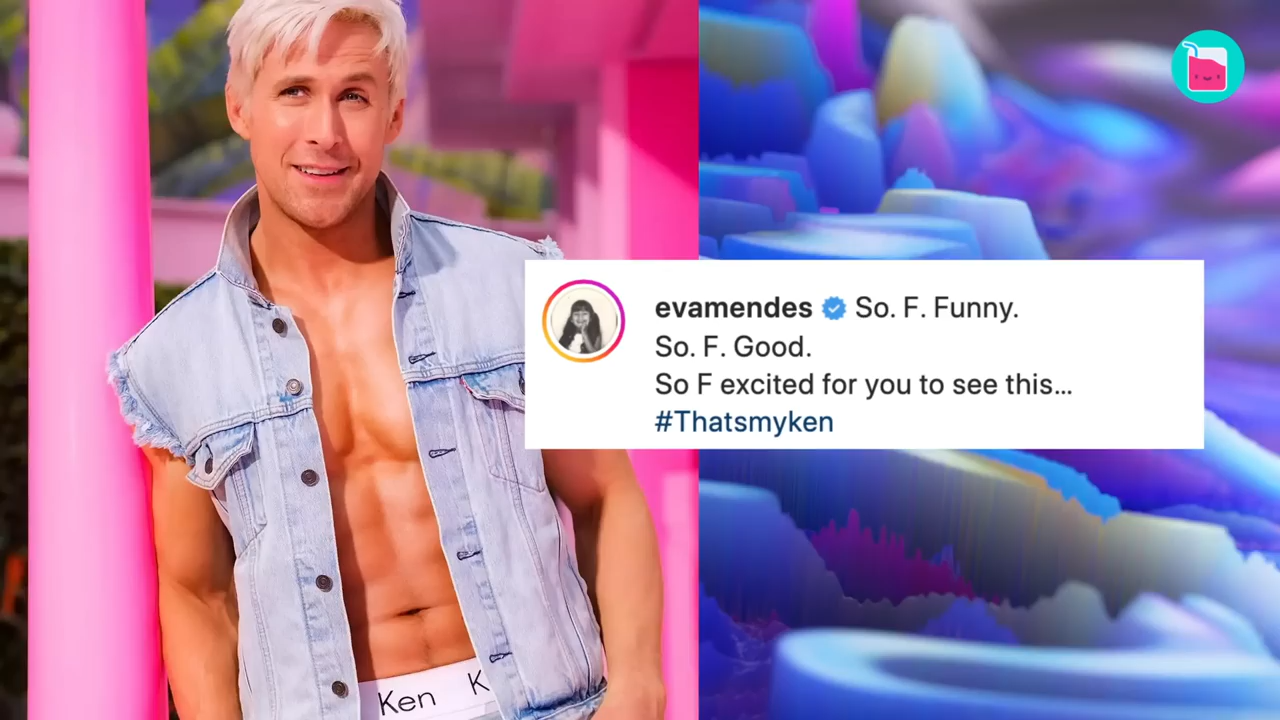 evamendes So. F. Funny.
So. F. Good.
So F excited for you to see this...
#Thatsmyken
Ken K